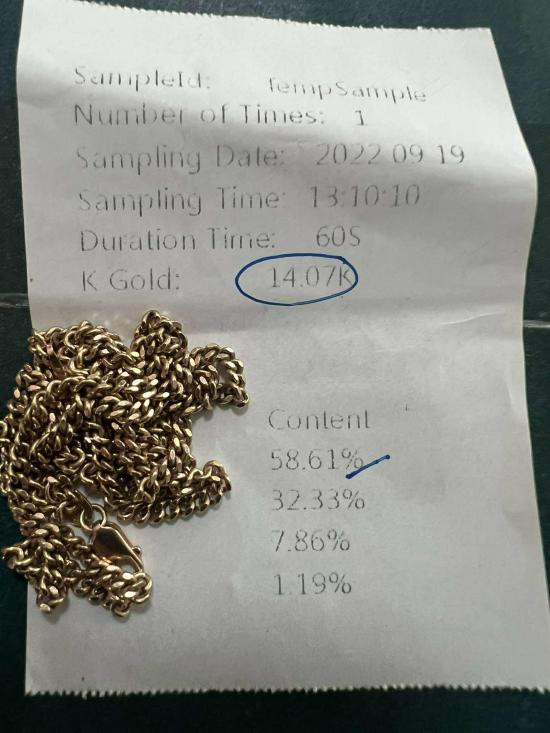 SampleId: TempSample
Number of Times: 1
Sampling Date: 2022 09 19
Sampling Time: 13:10:10
Duration Time: 60S
K Gold: 14.07K
Content
58.61%
32.33%
7.86%
1.19%